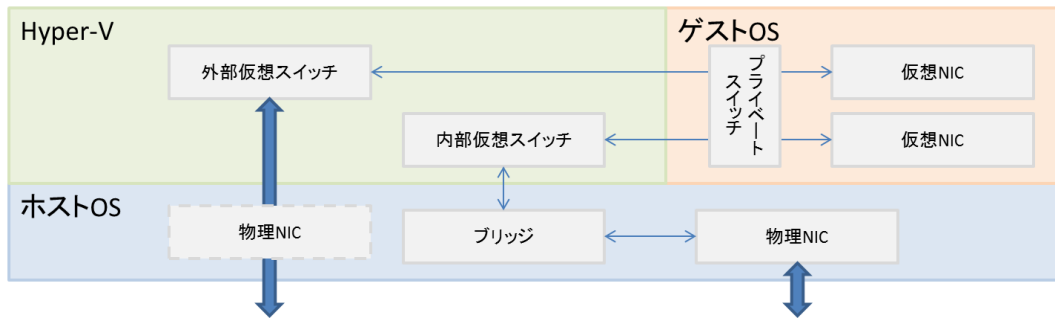 Hyper-V
ゲストOS
外部仮想スイッチ
プライベート
スイッチ
仮想NIC
内部仮想スイッチ
仮想NIC
ホストOS
物理NIC
ブリッジ
物理NIC